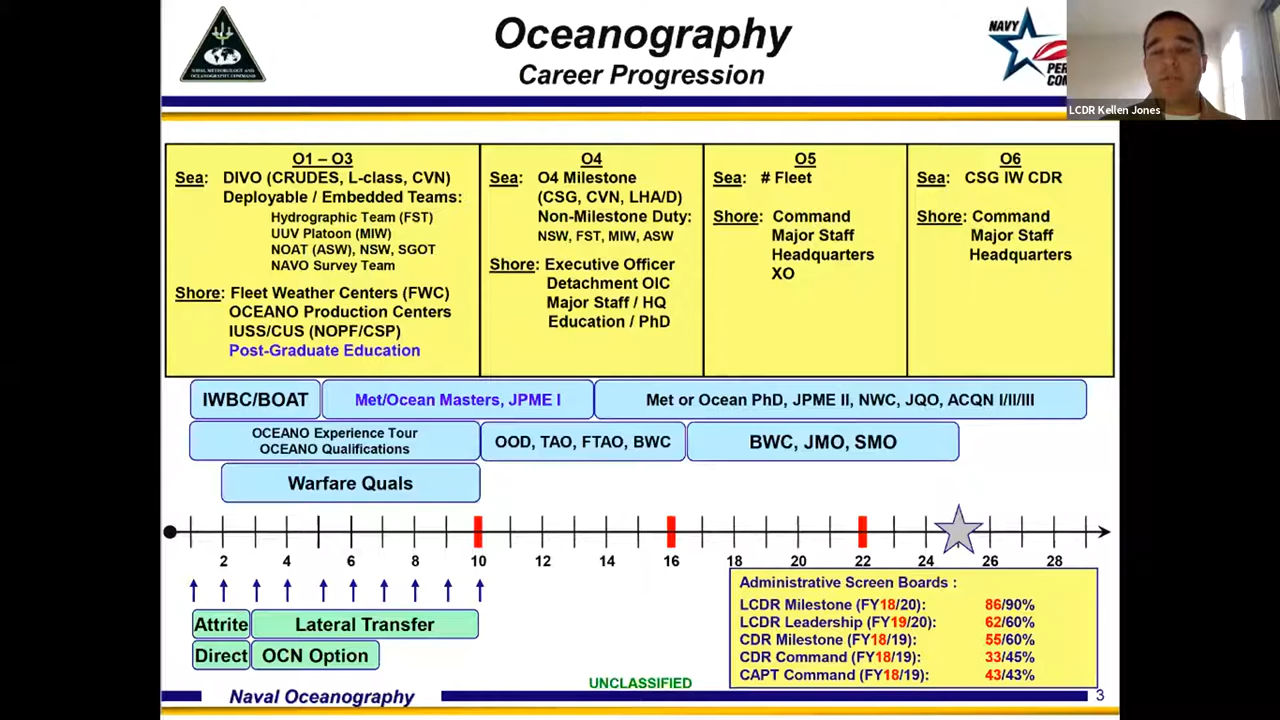 Oceanography
Career Progression
NAVAL METEOROLOGY AND
OCEANOGRAPHY COMMAND
NAVY
LCDR Kellen Jones
O1 – O3
Sea: DIVO (CRUDES, L-class, CVN)
Deployable / Embedded Teams:
Hydrographic Team (FST)
UUV Platoon (MIW)
NOAT (ASW), NSW, SGOT
NAVO Survey Team
Shore: Fleet Weather Centers (FWC)
OCEANO Production Centers
IUSS/CUS (NOPF/CSP)
Post-Graduate Education
O4
Sea: O4 Milestone
(CSG, CVN, LHA/D)
Non-Milestone Duty:
NSW, FST, MIW, ASW
Shore: Executive Officer
Detachment OIC
Major Staff / HQ
Education / PhD
O5
Sea: # Fleet
Shore: Command
Major Staff
Headquarters
XO
O6
Sea: CSG IW CDR
Shore: Command
Major Staff
Headquarters
IWBC/BOAT
Met/Ocean Masters, JPME I
Met or Ocean PhD, JPME II, NWC, JQO, ACQN I/II/III
OCEANO Experience Tour
OCEANO Qualifications
OOD, TAO, FTAO, BWC
BWC, JMO, SMO
Warfare Quals
2 4 6 8 10 12 14 16 18 20 22 24 26 28
Attrite
Lateral Transfer
Direct
OCN Option
Administrative Screen Boards :
LCDR Milestone (FY18/20): 86/90%
LCDR Leadership (FY19/20): 62/60%
CDR Milestone (FY18/19): 55/60%
CDR Command (FY18/19): 33/45%
CAPT Command (FY18/19): 43/43%
UNCLASSIFIED
Naval Oceanography
3